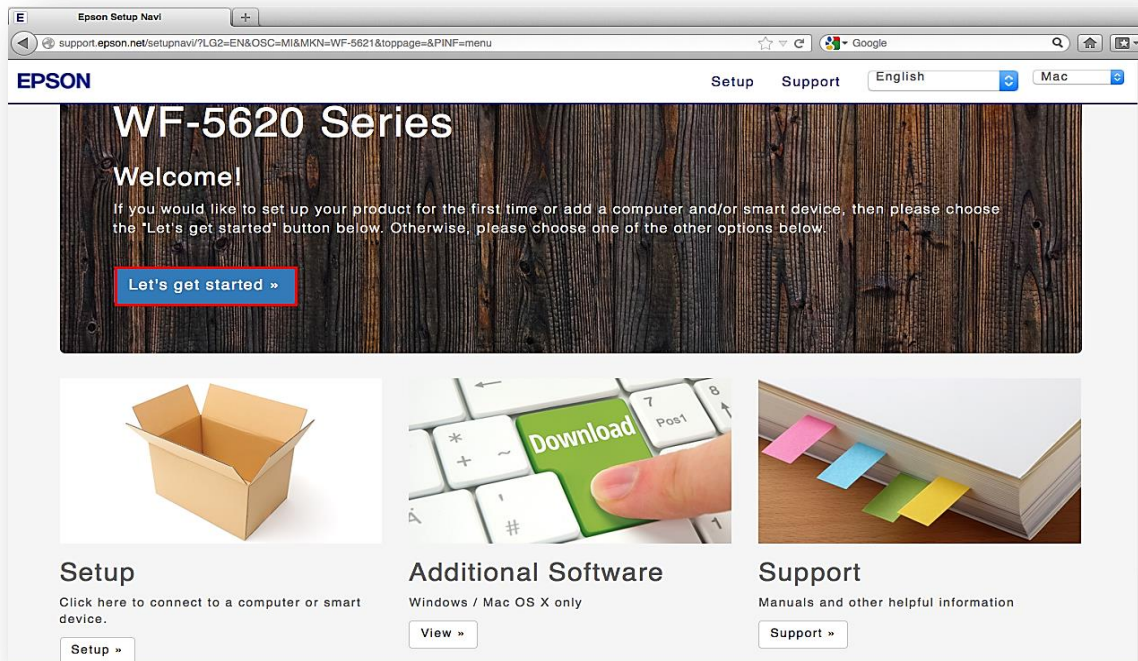 E
Epson Setup Navi
+
support.epson.net/setupnavi/?LG2=EN&OSC=MI&MKN=WF-5621&toppage=&PINF=menu
Google
EPSON
Setup
Support
English
Mac
WF-5620 Series
Welcome!
If you would like to set up your product for the first time or add a computer and/or smart device, then please choose
the "Let's get started" button below. Otherwise, please choose one of the other options below.
Let's get started »
Download
7
Pos1
8
*
+
~
'
#
Ä
1
Setup
Click here to connect to a computer or smart
device.
Setup »
Additional Software
Windows / Mac OS X only
View »
Support
Manuals and other helpful information
Support »